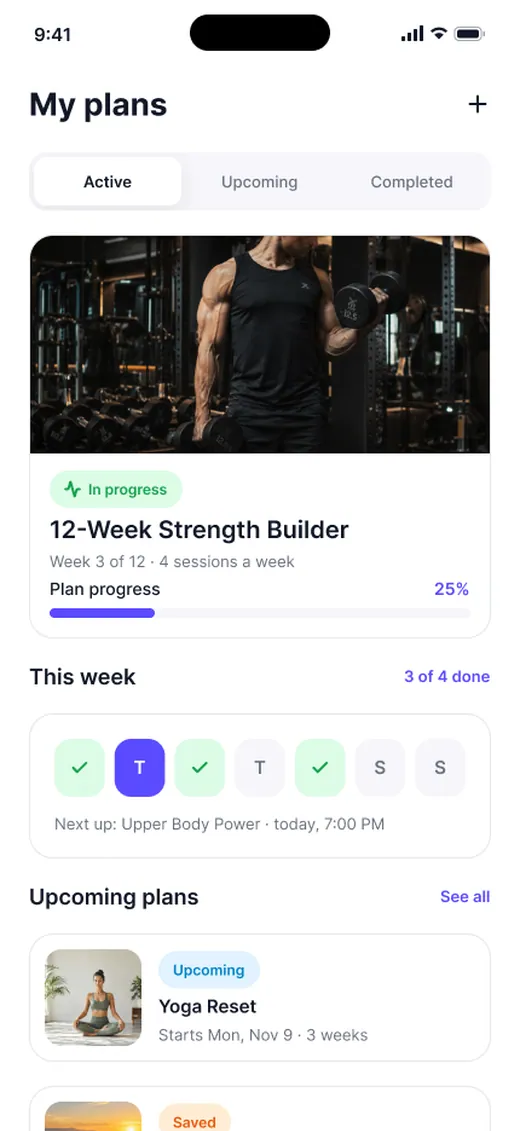 9:41
My plans
Active Upcoming Completed
In progress
12-Week Strength Builder
Week 3 of 12 · 4 sessions a week
Plan progress 25%
This week 3 of 4 done
T T S S
Next up: Upper Body Power · today, 7:00 PM
Upcoming plans See all
Upcoming
Yoga Reset
Starts Mon, Nov 9 · 3 weeks
Saved